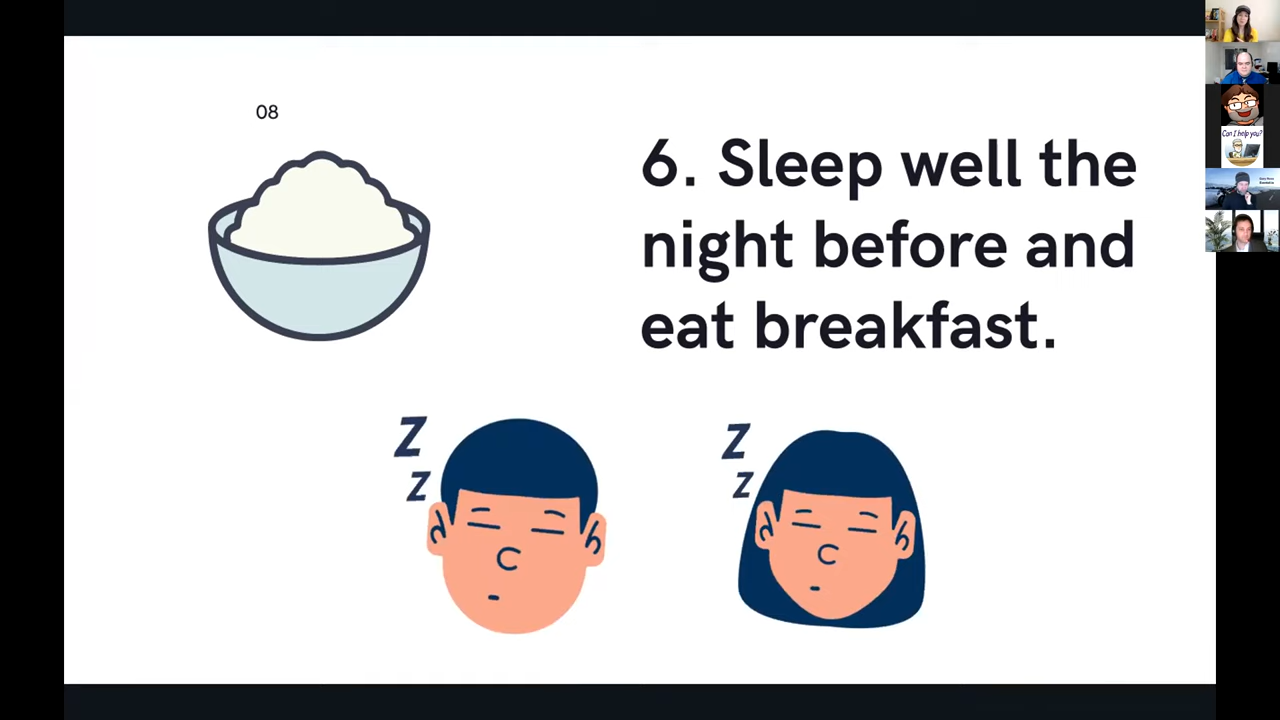 08
6. Sleep well the
night before and
eat breakfast.
Z
Z
Z
Z
Can I help you?